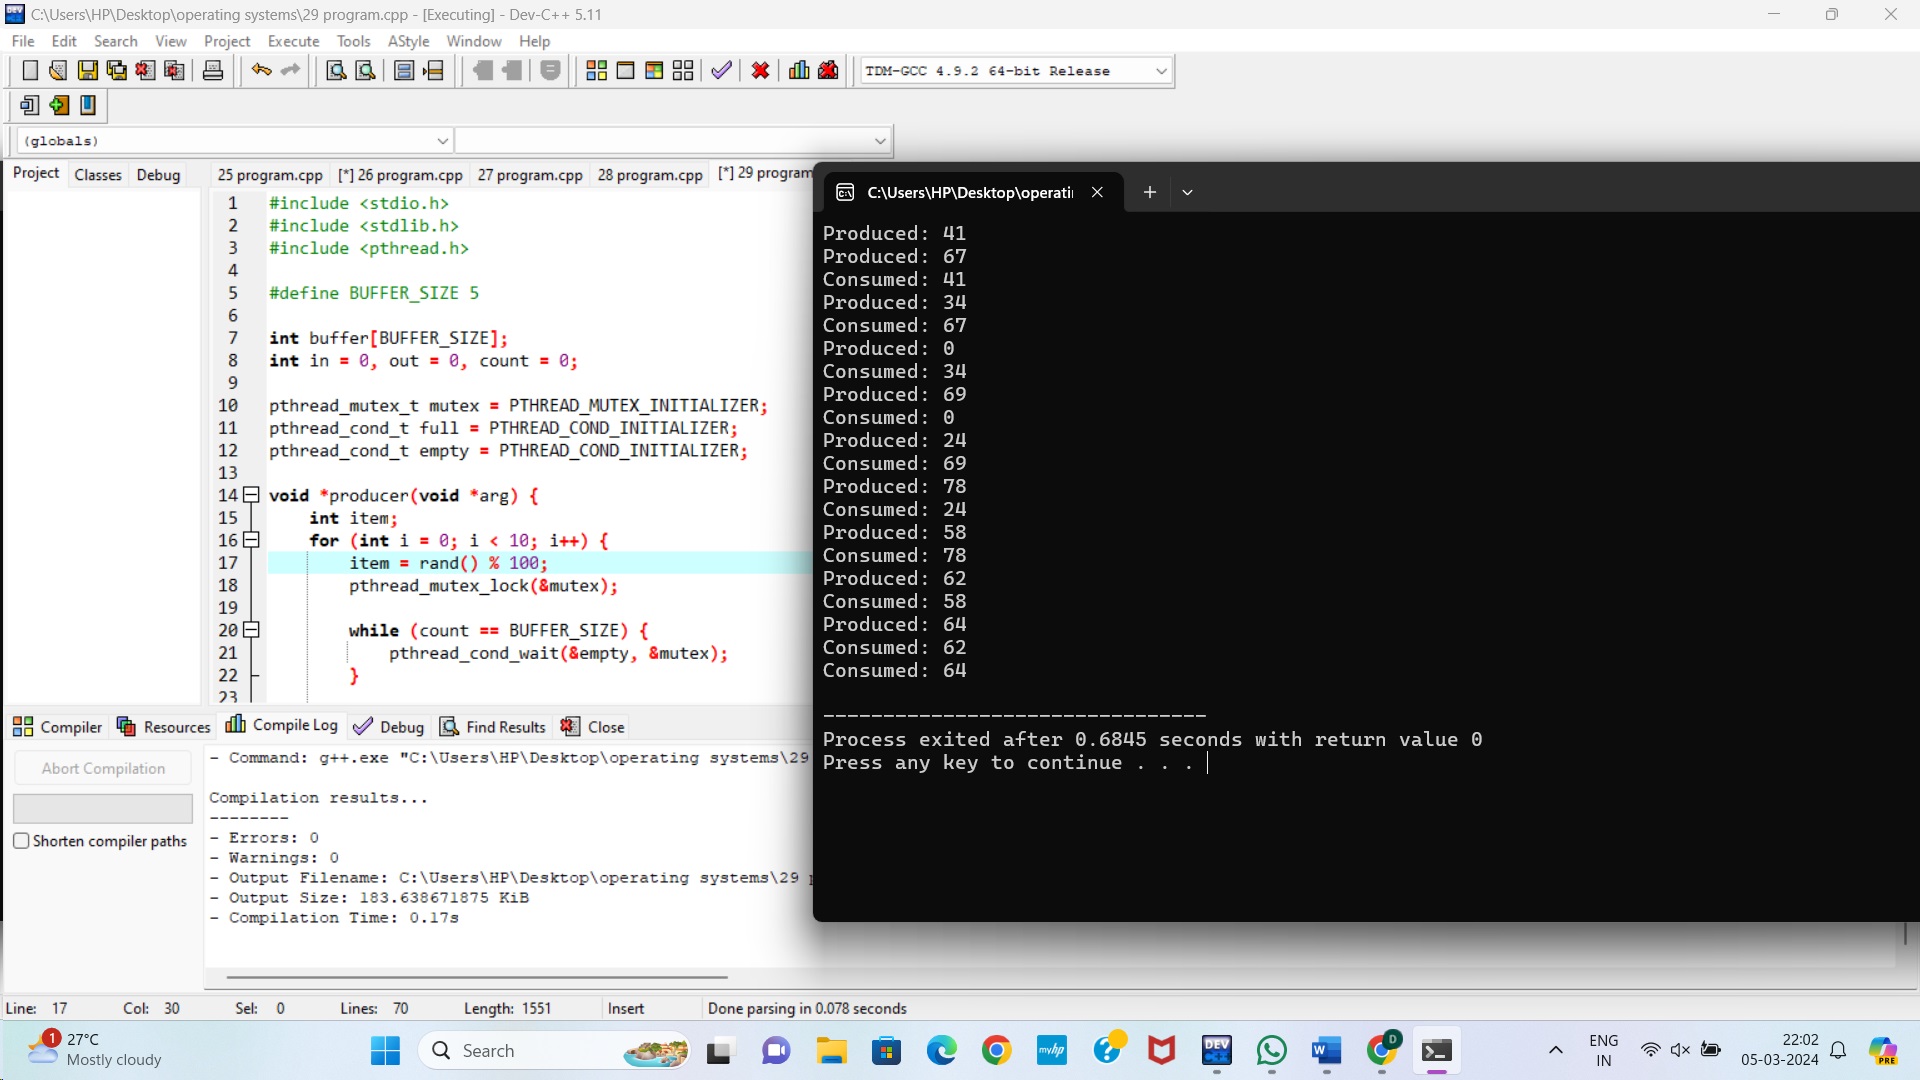 C:\Users\HP\Desktop\operating systems\29 program.cpp - [Executing] - Dev-C++ 5.11
File Edit Search View Project Execute Tools AStyle Window Help
TDM-GCC 4.9.2 64-bit Release
(globals)
Project Classes Debug
25 program.cpp [*] 26 program.cpp 27 program.cpp 28 program.cpp [*] 29 program
1 #include <stdio.h>
2 #include <stdlib.h>
3 #include <pthread.h>
4
5 #define BUFFER_SIZE 5
6
7 int buffer[BUFFER_SIZE];
8 int in = 0, out = 0, count = 0;
9
10 pthread_mutex_t mutex = PTHREAD_MUTEX_INITIALIZER;
11 pthread_cond_t full = PTHREAD_COND_INITIALIZER;
12 pthread_cond_t empty = PTHREAD_COND_INITIALIZER;
13
14 void *producer(void *arg) {
15 int item;
16 for (int i = 0; i < 10; i++) {
17 item = rand() % 100;
18 pthread_mutex_lock(&mutex);
19
20 while (count == BUFFER_SIZE) {
21 pthread_cond_wait(&empty, &mutex);
22 }
23
C:\Users\HP\Desktop\operati
Produced: 41
Produced: 67
Consumed: 41
Produced: 34
Consumed: 67
Produced: 0
Consumed: 34
Produced: 69
Consumed: 0
Produced: 24
Consumed: 69
Produced: 78
Consumed: 24
Produced: 58
Consumed: 78
Produced: 62
Consumed: 58
Produced: 64
Consumed: 62
Consumed: 64
--------------------------------
Process exited after 0.6845 seconds with return value 0
Press any key to continue . . .
Compiler Resources Compile Log Debug Find Results Close
Abort Compilation
Shorten compiler paths
- Command: g++.exe "C:\Users\HP\Desktop\operating systems\29
Compilation results...
--------
- Errors: 0
- Warnings: 0
- Output Filename: C:\Users\HP\Desktop\operating systems\29
- Output Size: 183.638671875 KiB
- Compilation Time: 0.17s
Line: 17 Col: 30 Sel: 0 Lines: 70 Length: 1551 Insert Done parsing in 0.078 seconds
1
27°C
Mostly cloudy
Search
myhp
DEV
C++
W
D
ENG
IN
22:02
05-03-2024
PRE